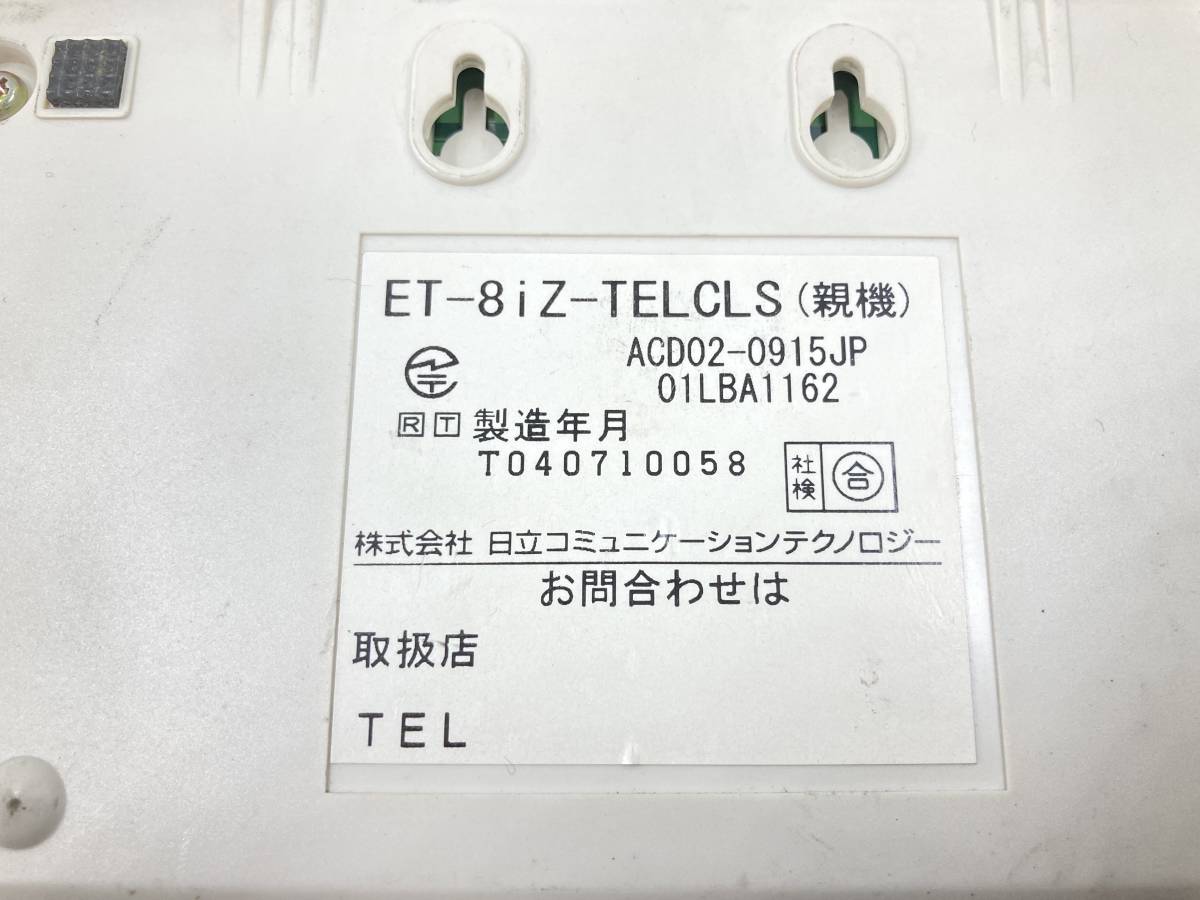 ET-8iZ-TELCLS(親機)
ACD02-0915JP
01LBA1162
R T 製造年月
T040710058
社検 合
株式会社 日立コミュニケーションテクノロジー
お問合わせは
取扱店
TEL